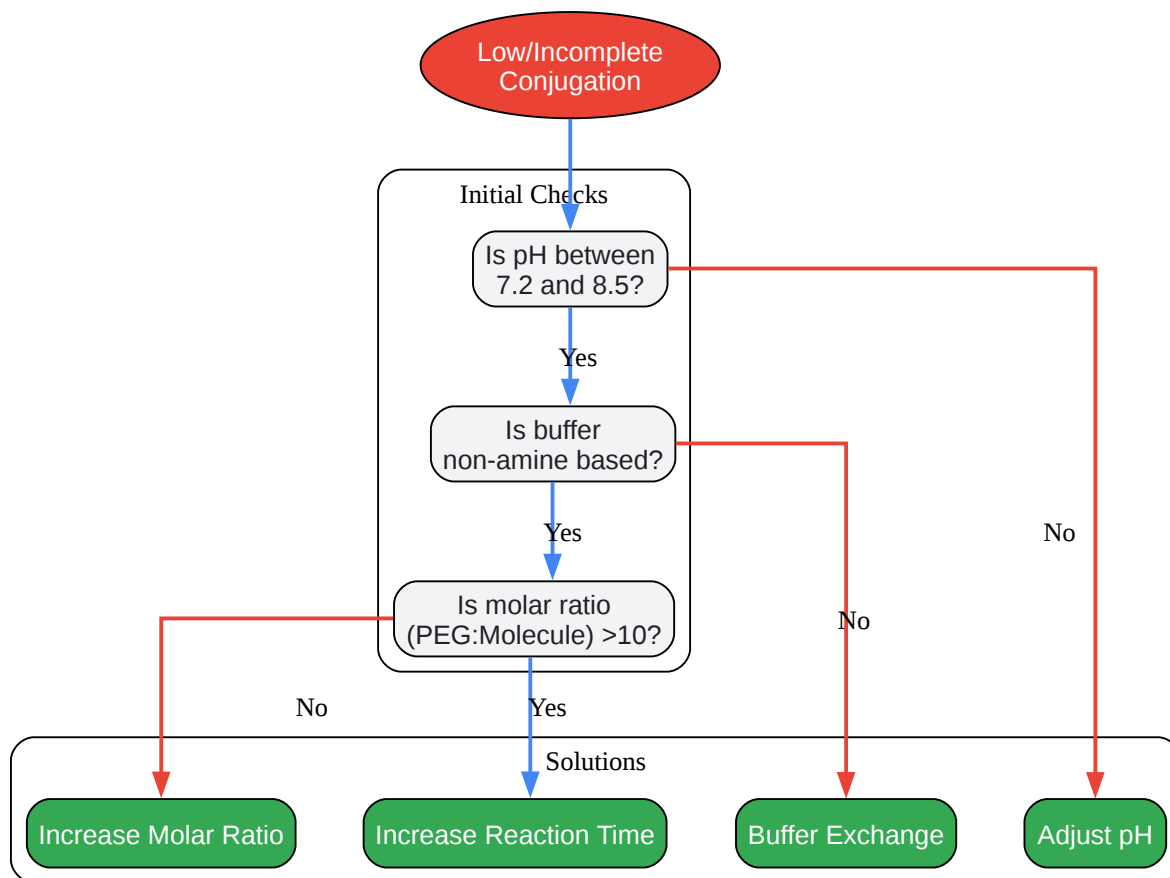 Low/Incomplete
Conjugation
Initial Checks
Is pH between
7.2 and 8.5?
Yes
Is buffer
non-amine based?
Yes
No
Is molar ratio
(PEG:Molecule) >10?
No
No
Yes
Solutions
Increase Molar Ratio
Increase Reaction Time
Buffer Exchange
Adjust pH